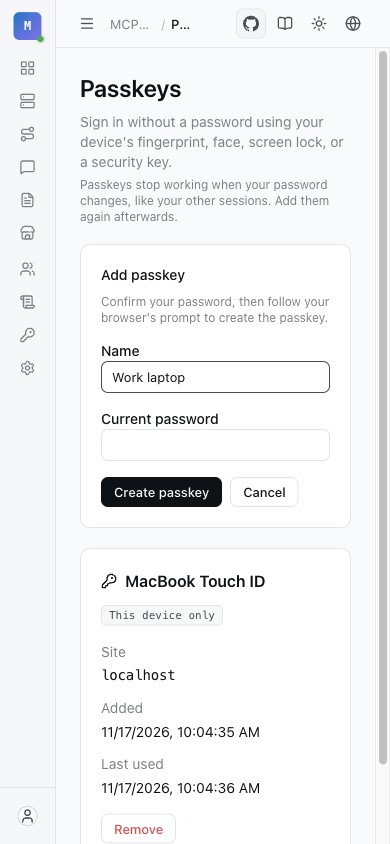 M
MCP... / P...
Passkeys
Sign in without a password using your
device's fingerprint, face, screen lock, or
a security key.
Passkeys stop working when your password
changes, like your other sessions. Add them
again afterwards.
Add passkey
Confirm your password, then follow your
browser's prompt to create the passkey.
Name
Work laptop
Current password
Create passkey Cancel
MacBook Touch ID
This device only
Site
localhost
Added
11/17/2026, 10:04:35 AM
Last used
11/17/2026, 10:04:36 AM
Remove